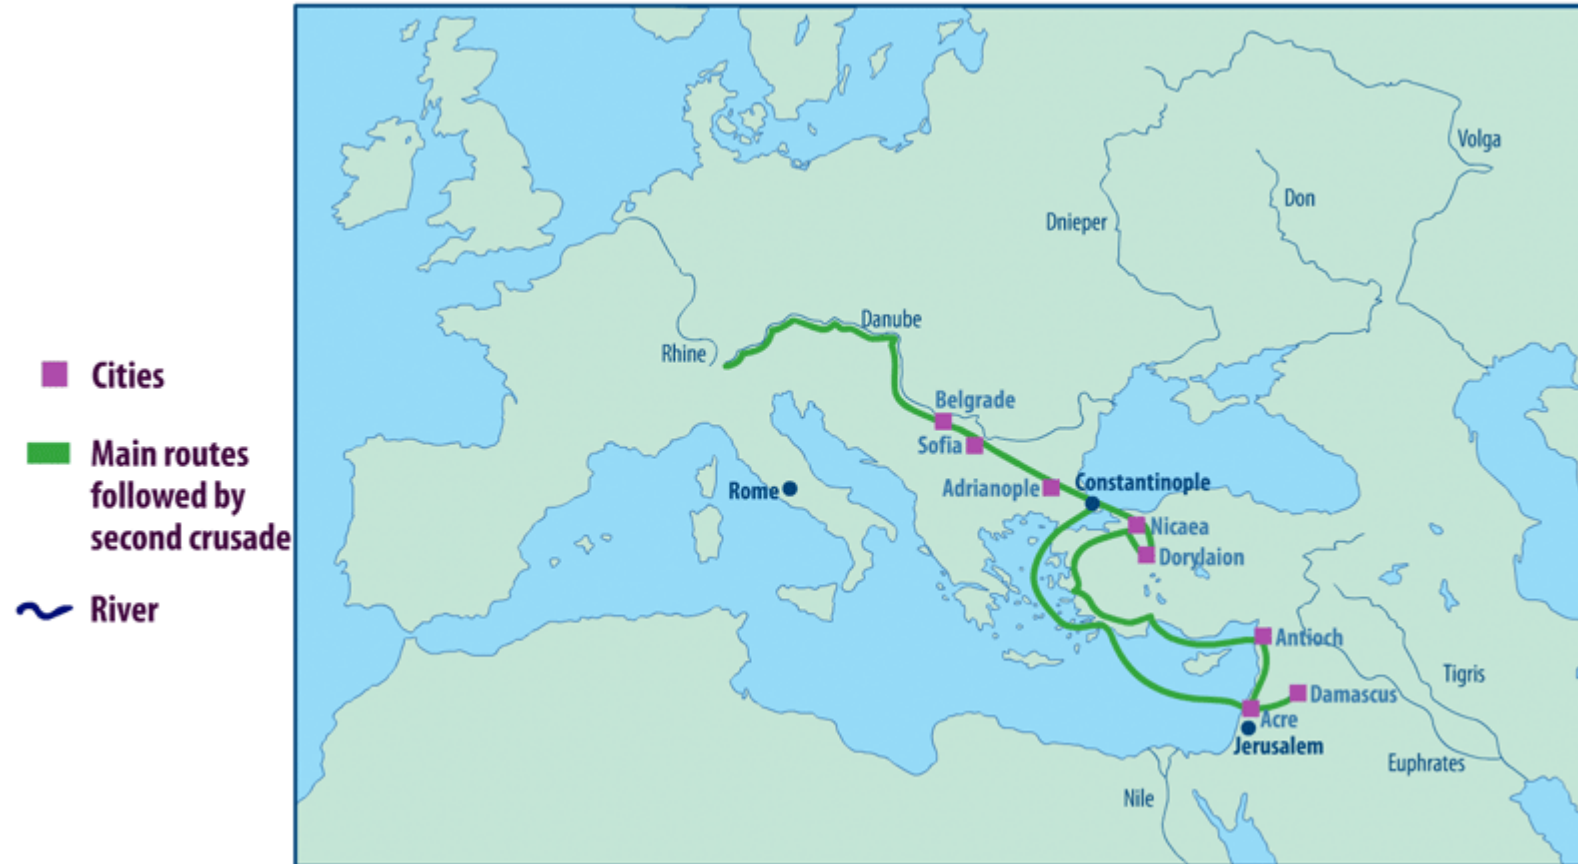 Cities
Main routes
followed by
second crusade
River
Volga
Don
Dnieper
Danube
Rhine
Belgrade
Sofia
Constantinople
Adrianople
Rome
Nicaea
Dorylaion
Antioch
Tigris
Damascus
Acre
Jerusalem
Euphrates
Nile